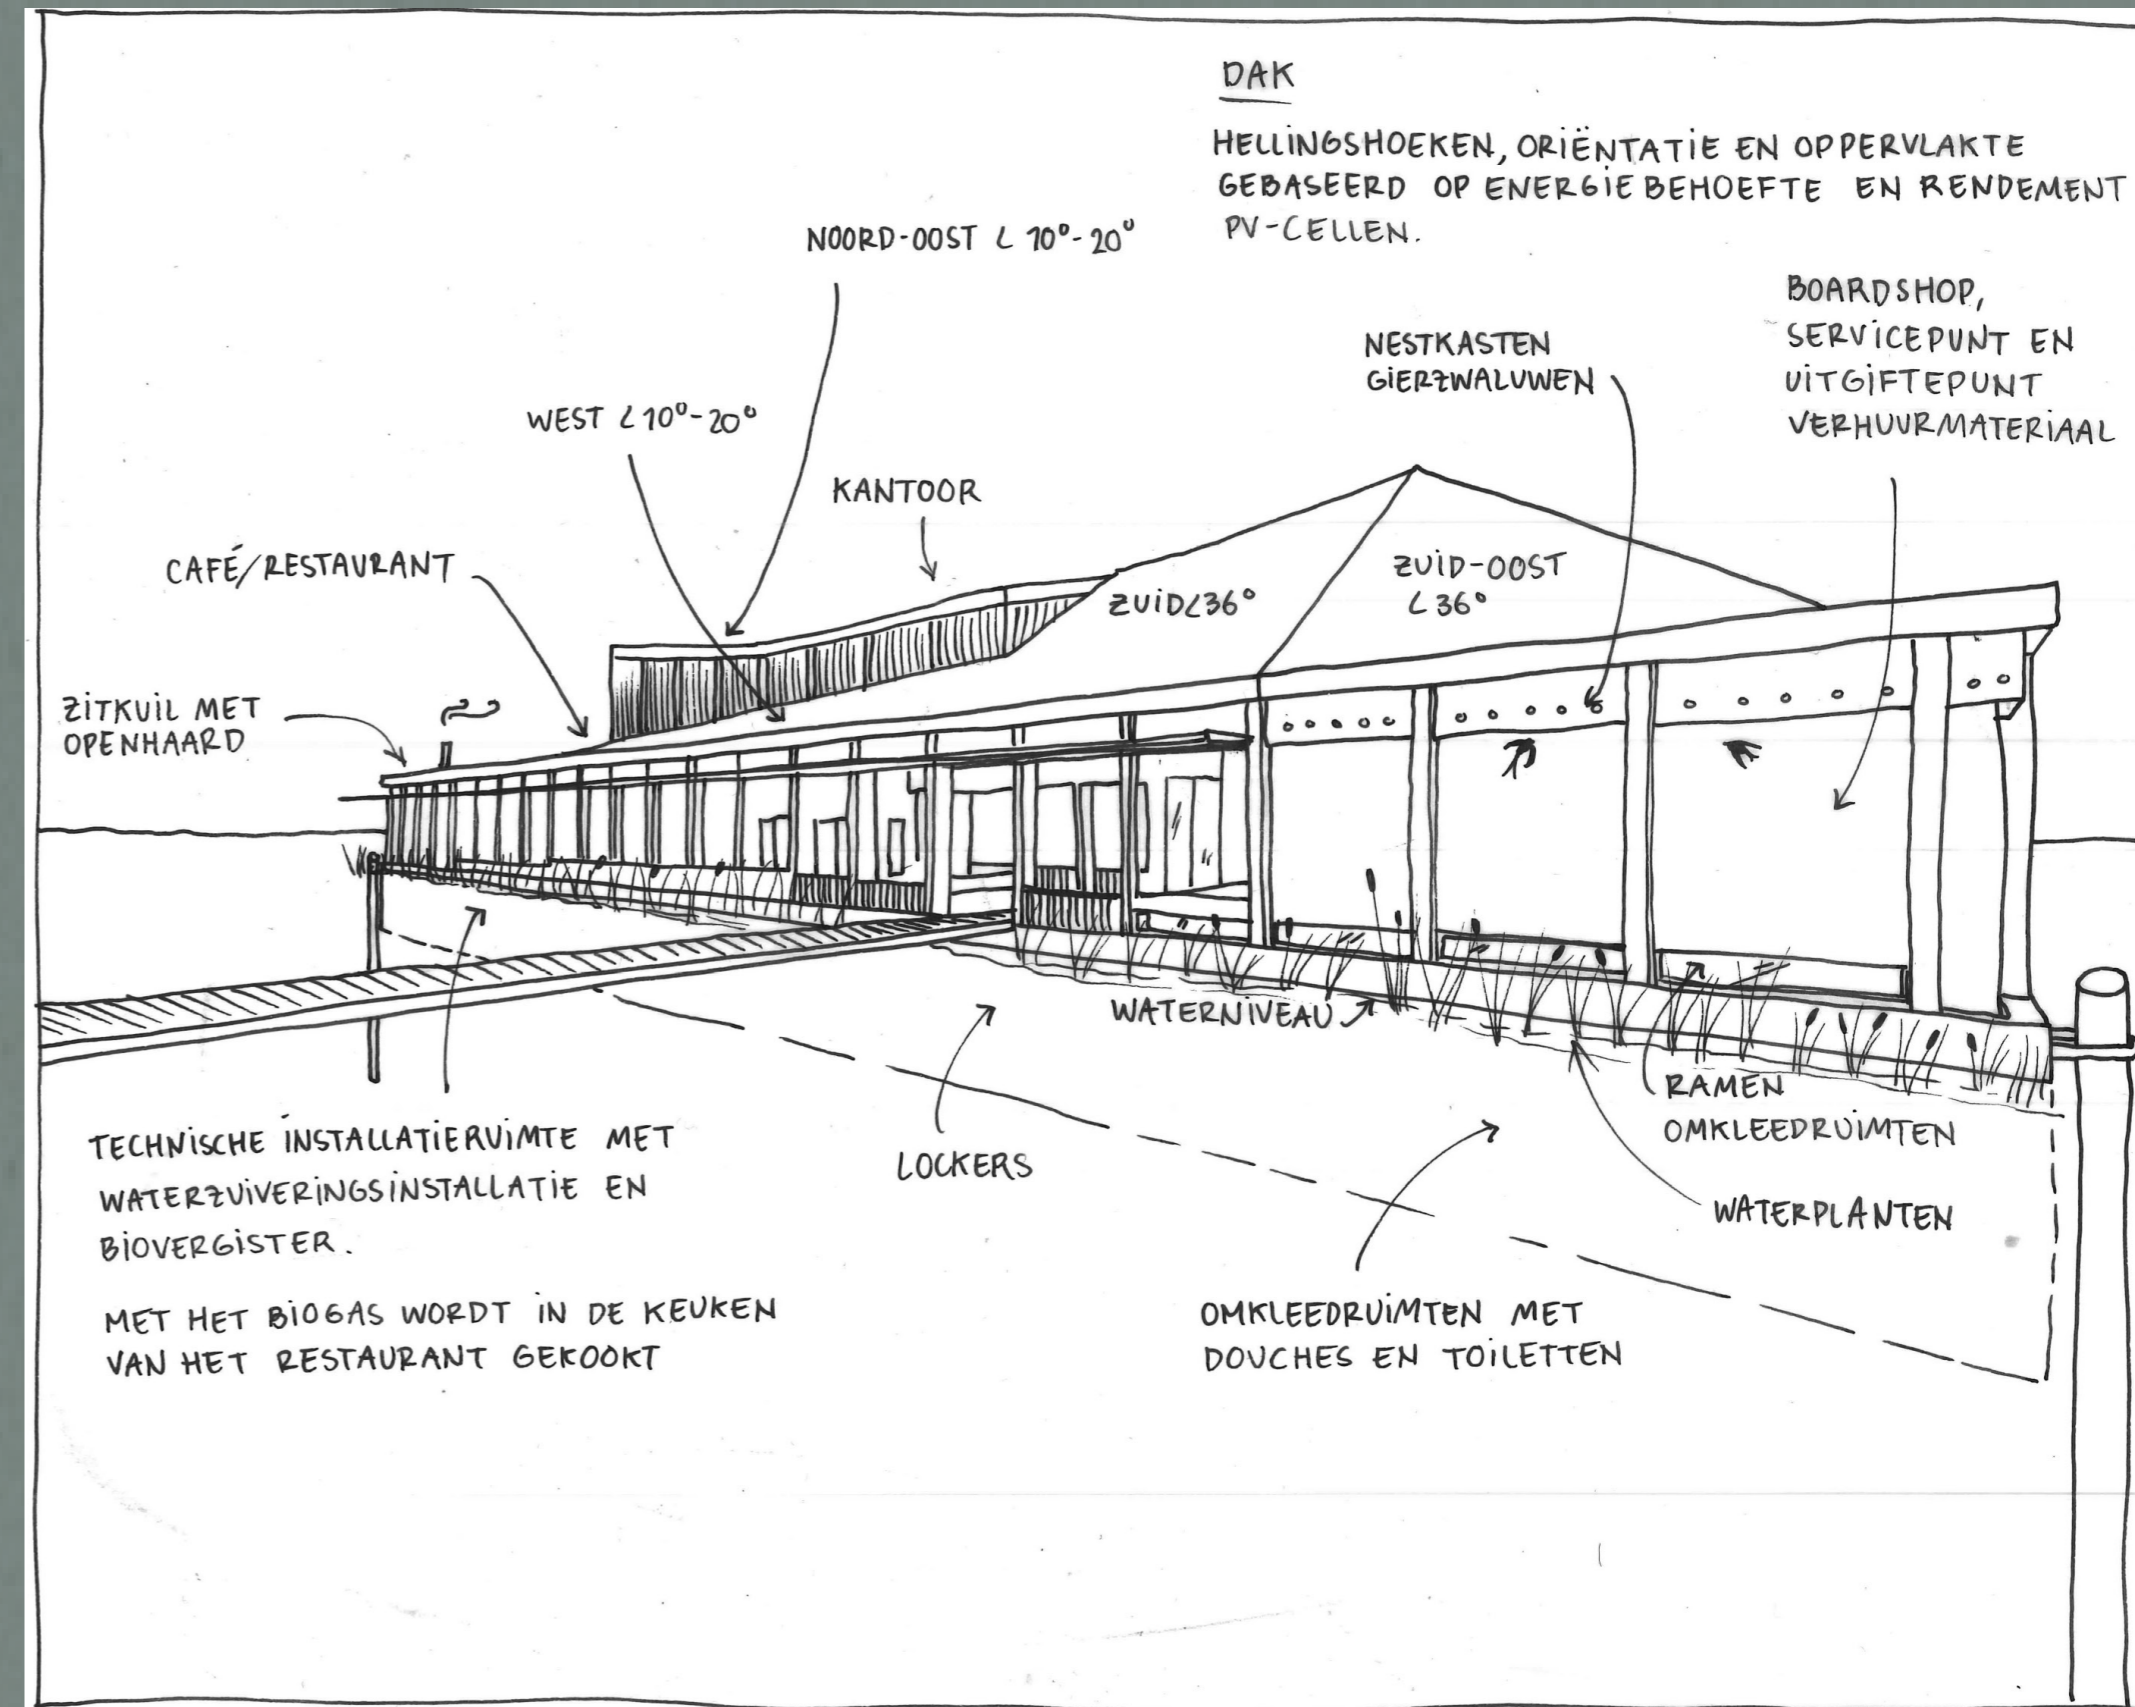 DAK
HELLINGSHOEKEN, ORIËNTATIE EN OPPERVLAKTE
GEBASEERD OP ENERGIEBEHOEFTE EN RENDEMENT
PV-CELLEN.
NOORD-OOST ∠ 10°-20°
BOARDSHOP,
SERVICEPUNT EN
UITGIFTEPUNT
VERHUURMATERIAAL
NESTKASTEN
GIERZWALUWEN
WEST ∠ 10°-20°
KANTOOR
CAFÉ/RESTAURANT
ZUID ∠36°
ZUID-OOST
∠ 36°
ZITKUIL MET
OPENHAARD
WATERNIVEAU
RAMEN
OMKLEEDRUIMTEN
TECHNISCHE INSTALLATIERUIMTE MET
WATERZUIVERINGSINSTALLATIE EN
BIOVERGISTER.
LOCKERS
WATERPLANTEN
MET HET BIOGAS WORDT IN DE KEUKEN
VAN HET RESTAURANT GEKOOKT
OMKLEEDRUIMTEN MET
DOUCHES EN TOILETTEN